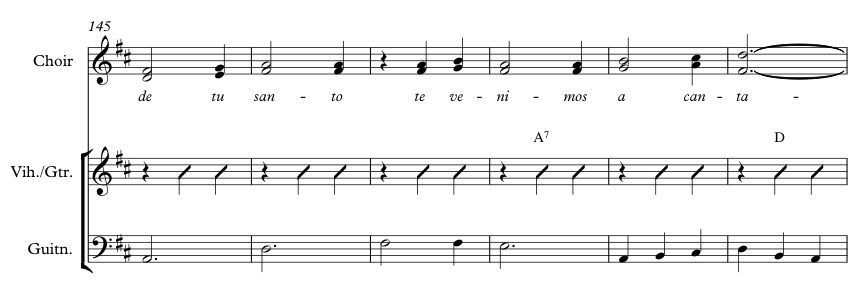 145
Choir
de tu san - to te ve - ni - mos a can - ta -
A7 D
Vih./Gtr.
Guitn.